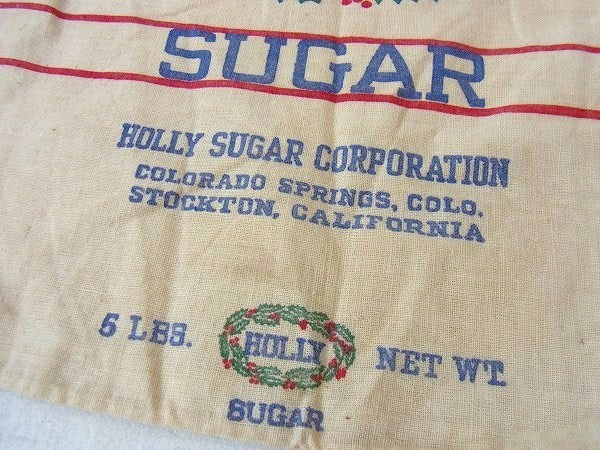 SUGAR
HOLLY SUGAR CORPORATION
COLORADO SPRINGS, COLO.
STOCKTON, CALIFORNIA
5 LBS. HOLLY NET WT.
SUGAR